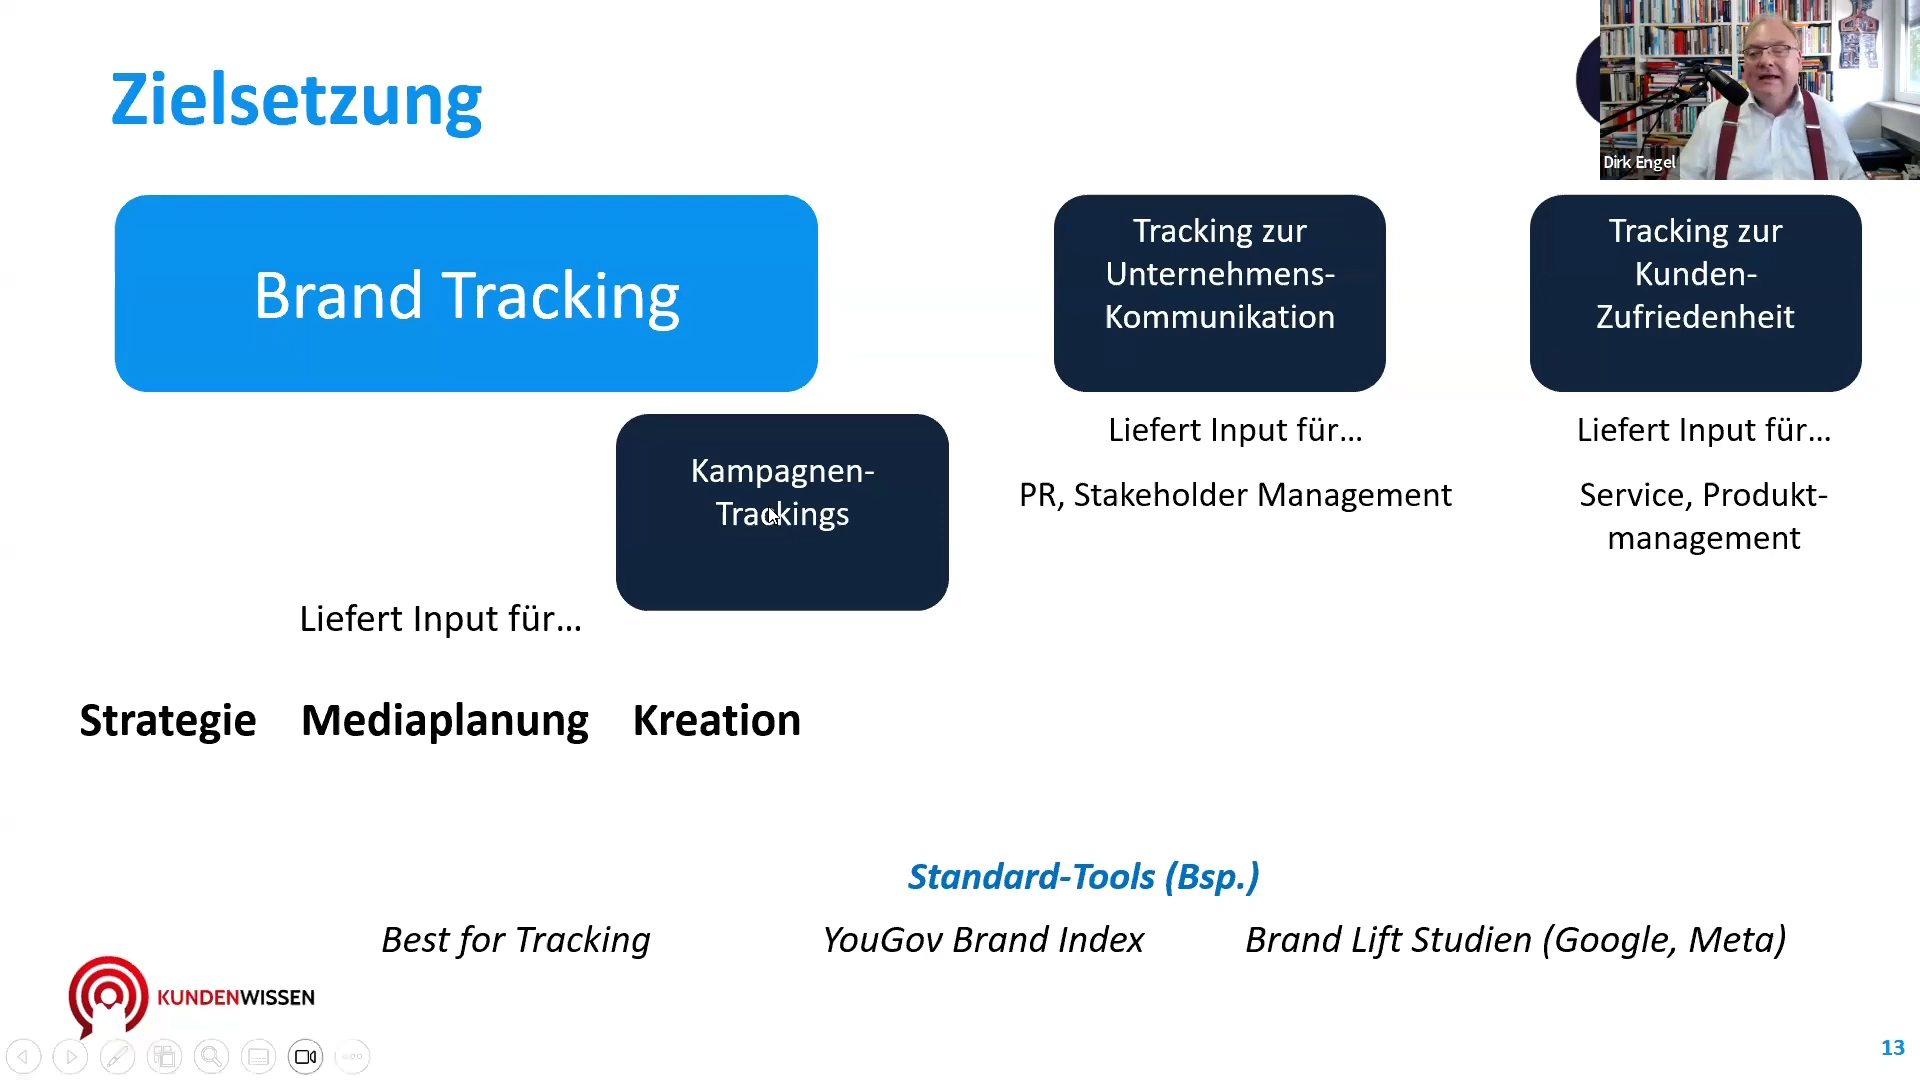 Zielsetzung
Dirk Engel
Brand Tracking
Tracking zur
Unternehmens-
Kommunikation
Tracking zur
Kunden-
Zufriedenheit
Kampagnen-
Trackings
Liefert Input für...
PR, Stakeholder Management
Liefert Input für...
Service, Produkt-
management
Liefert Input für...
Strategie Mediaplanung Kreation
Standard-Tools (Bsp.)
Best for Tracking YouGov Brand Index Brand Lift Studien (Google, Meta)
KUNDENWISSEN
13